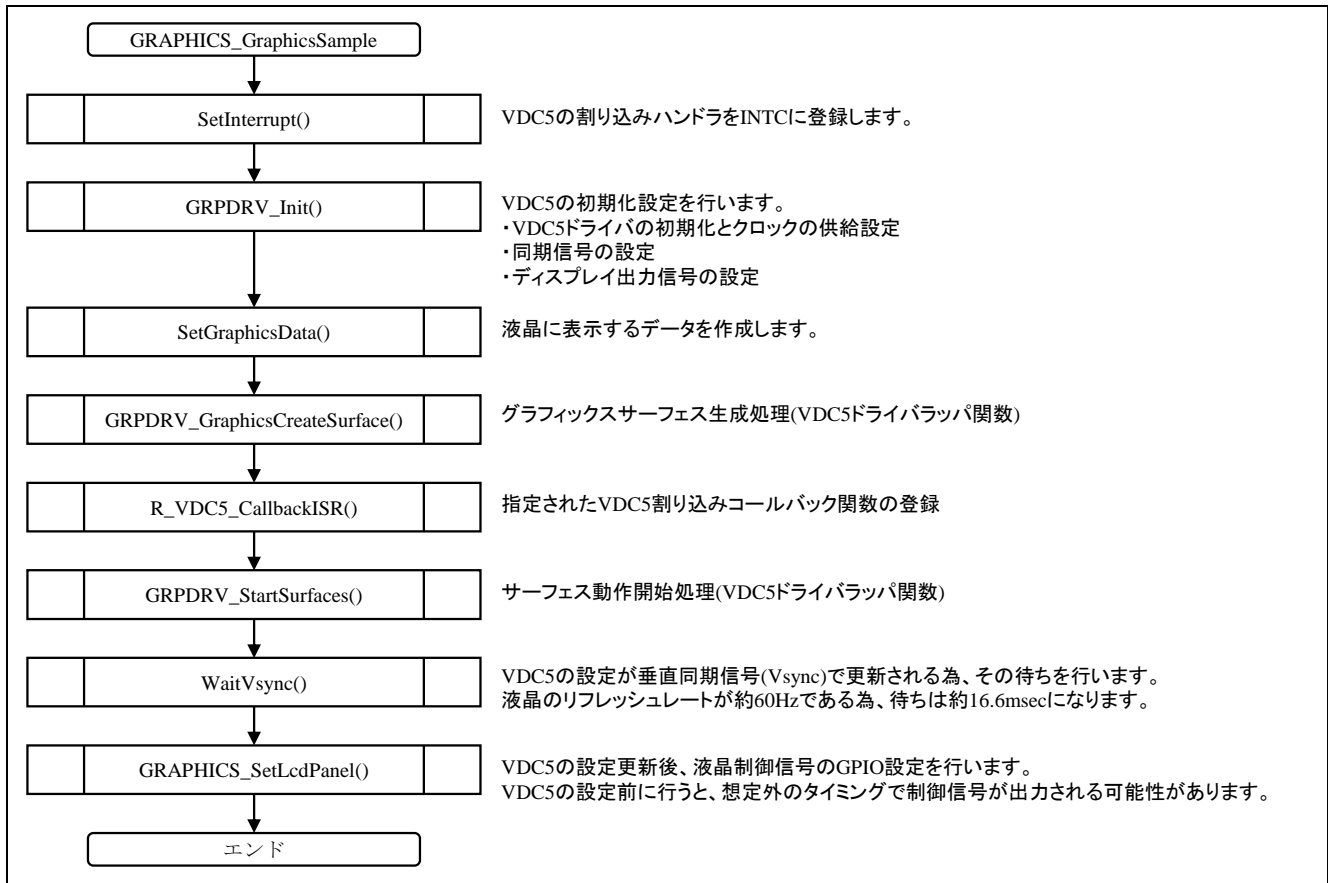 GRAPHICS_GraphicsSample
SetInterrupt()
VDC5の割り込みハンドラをINTCに登録します。
GRPDRV_Init()
VDC5の初期化設定を行います。
・VDC5ドライバの初期化とクロックの供給設定
・同期信号の設定
・ディスプレイ出力信号の設定
SetGraphicsData()
液晶に表示するデータを作成します。
GRPDRV_GraphicsCreateSurface()
グラフィックスサーフェス生成処理(VDC5ドライバラッパ関数)
R_VDC5_CallbackISR()
指定されたVDC5割り込みコールバック関数の登録
GRPDRV_StartSurfaces()
サーフェス動作開始処理(VDC5ドライバラッパ関数)
WaitVsync()
VDC5の設定が垂直同期信号(Vsync)で更新される為、その待ちを行います。
液晶のリフレッシュレートが約60Hzである為、待ちは約16.6msecになります。
GRAPHICS_SetLcdPanel()
VDC5の設定更新後、液晶制御信号のGPIO設定を行います。
VDC5の設定前に行うと、想定外のタイミングで制御信号が出力される可能性があります。
エンド